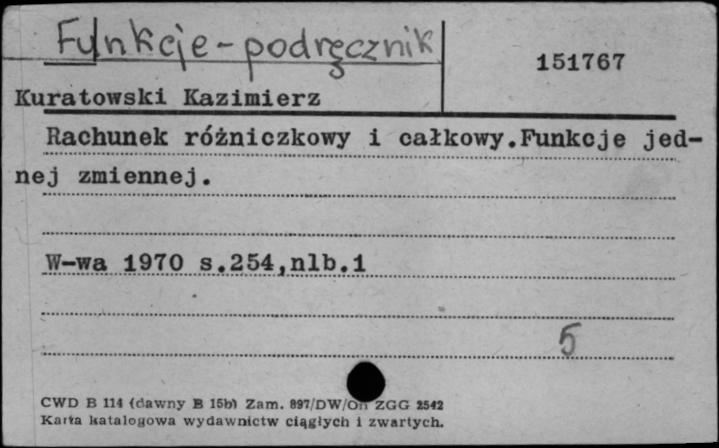 Funkcje - podręcznik
151767
Kuratowski Kazimierz
Rachunek różniczkowy i całkowy.Funkcje jed-
nej zmiennej.
W-wa 1970 s.254,nlb.1
5
CWD B 114 (dawny B 15b) Zam. 897/DW/On ZGG 2542
Karta katalogowa wydawnictw ciągłych i zwartych.